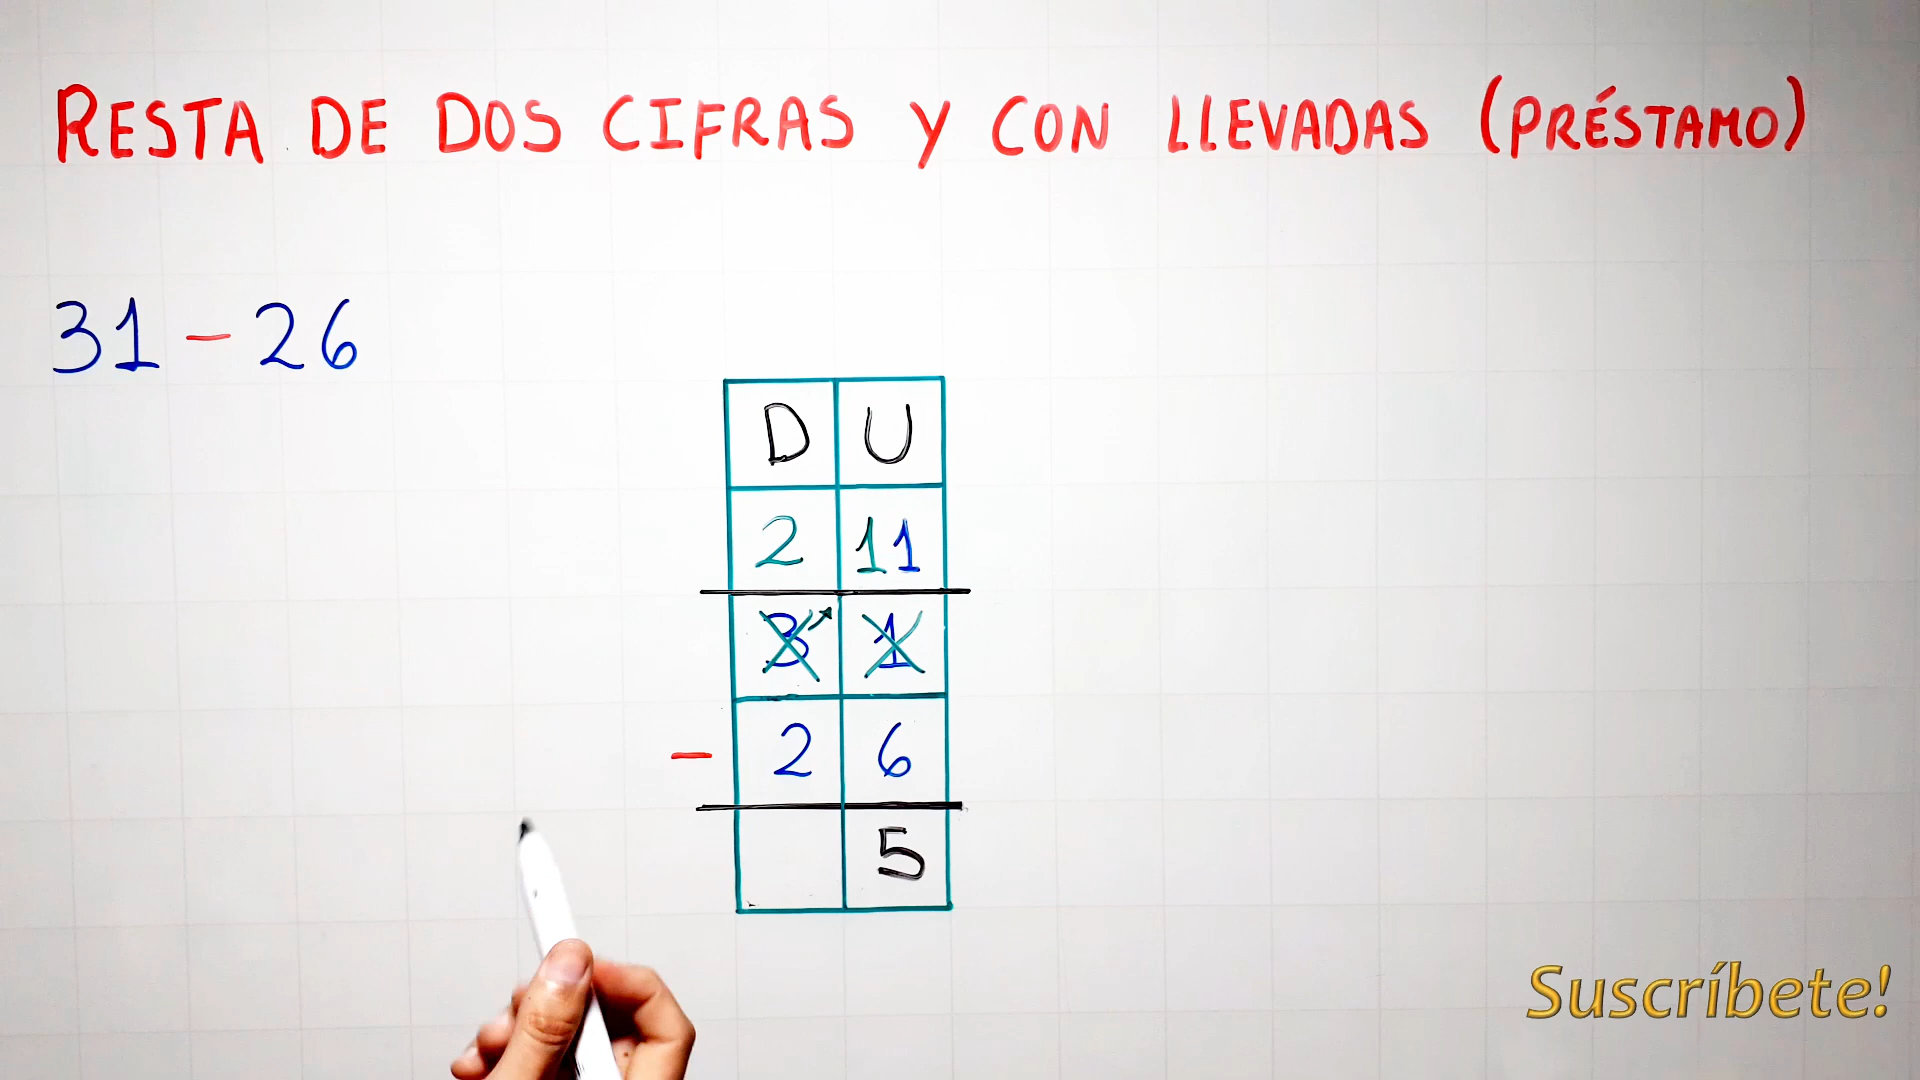 RESTA DE DOS CIFRAS Y CON LLEVADAS (PRÉSTAMO)
31 - 26
D U
2 11
3 1
- 2 6
5
Suscríbete!